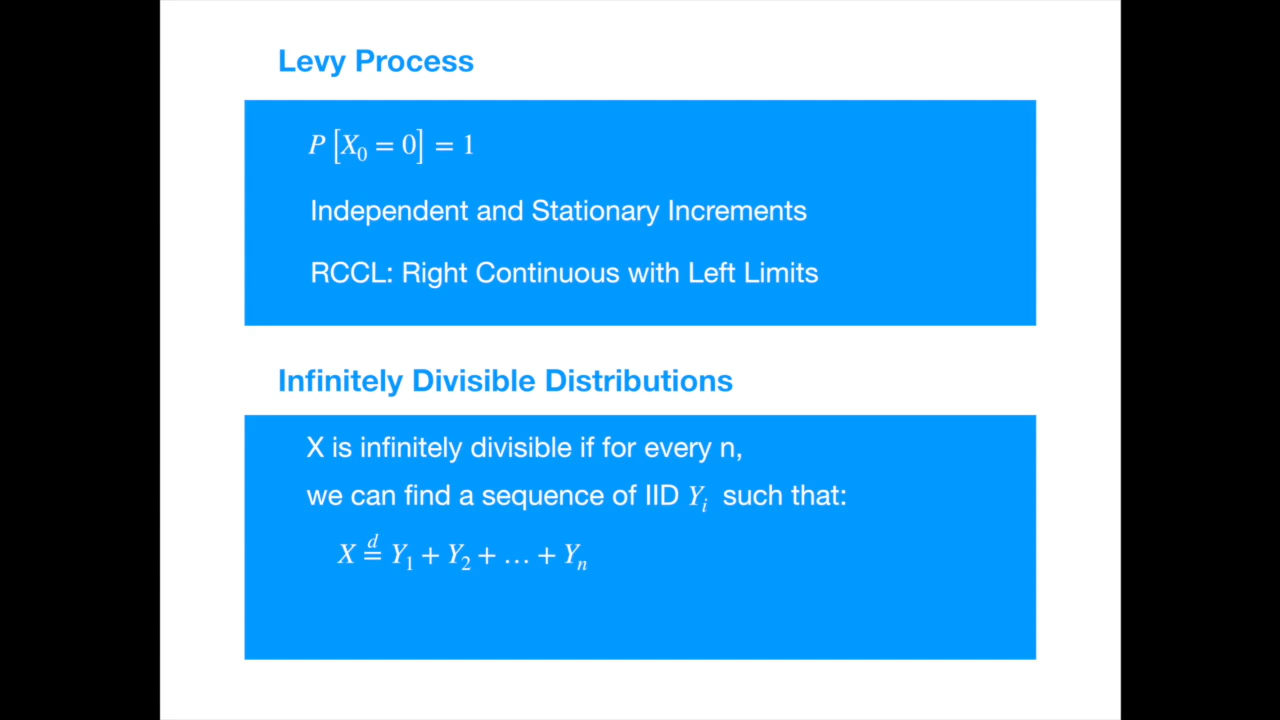 Levy Process
P [X₀ = 0] = 1
Independent and Stationary Increments
RCCL: Right Continuous with Left Limits
Infinitely Divisible Distributions
X is infinitely divisible if for every n,
we can find a sequence of IID Yᵢ such that:
X d= Y₁ + Y₂ + … + Yₙ